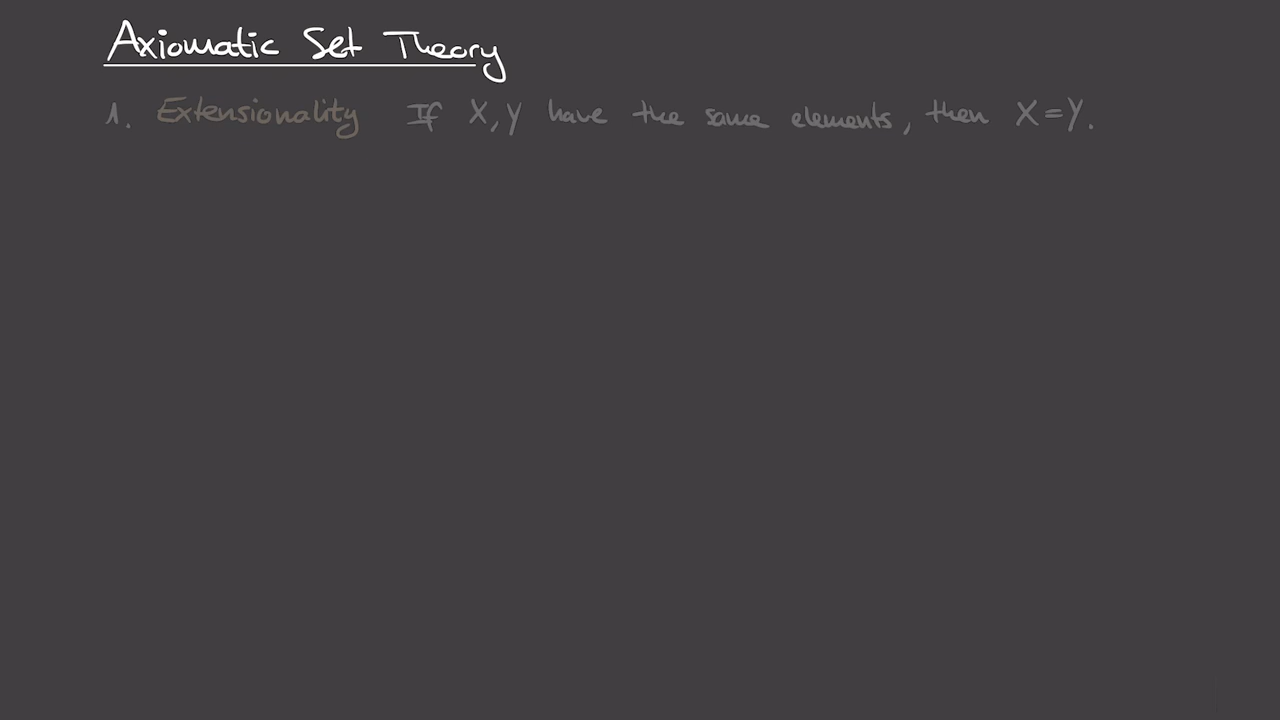 Axiomatic Set Theory
1. Extensionality If X, Y have the same elements, then X=Y.